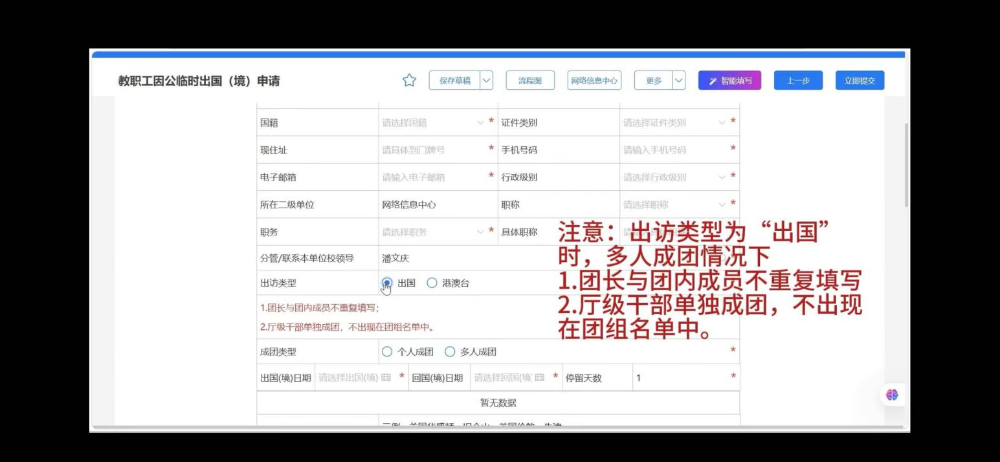 教职工因公临时出国（境）申请
保存草稿 流程图 网络信息中心 更多 智能填写 上一步 立即提交
国籍 请选择国籍 * 证件类别 请选择证件类别 *
现住址 请具体到门牌号 * 手机号码 请输入手机号码 *
电子邮箱 请输入电子邮箱 * 行政级别 请选择行政级别 *
所在二级单位 网络信息中心 职称 请选择职称 *
职务 请选择职务 * 具体职称
分管/联系本单位校领导 潘文庆
出访类型 出国 港澳台
1.团长与团内成员不重复填写;
2.厅级干部单独成团，不出现在团组名单中。
注意：出访类型为“出国”
时，多人成团情况下
1.团长与团内成员不重复填写
2.厅级干部单独成团，不出现
在团组名单中。
成团类型 个人成团 多人成团 *
出国(境)日期 请选择出国(境) * 回国(境)日期 请选择回国(境) * 停留天数 1 *
暂无数据